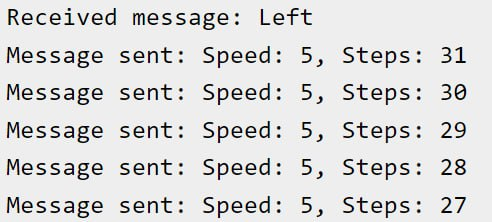 Received message: Left
Message sent: Speed: 5, Steps: 31
Message sent: Speed: 5, Steps: 30
Message sent: Speed: 5, Steps: 29
Message sent: Speed: 5, Steps: 28
Message sent: Speed: 5, Steps: 27